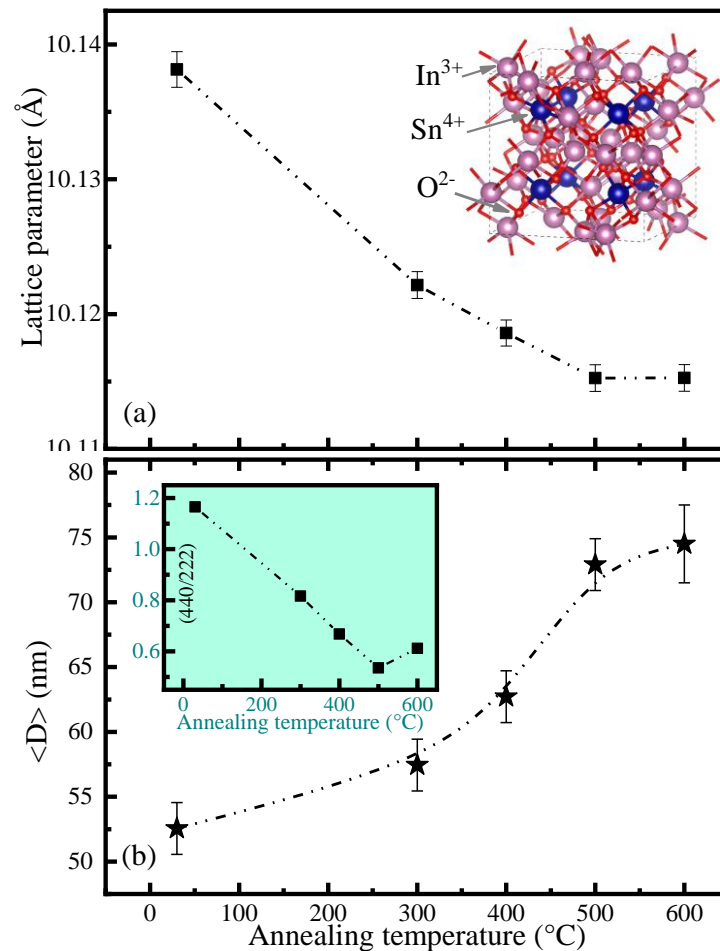 10.14
10.13
10.12
10.11
Lattice parameter (Å)
In³⁺
Sn⁴⁺
O²⁻
(a)
80
75
70
65
60
55
50
<D> (nm)
1.2
1.0
0.8
0.6
(440/222)
0 200 400 600
Annealing temperature (°C)
(b)
0 100 200 300 400 500 600
Annealing temperature (°C)